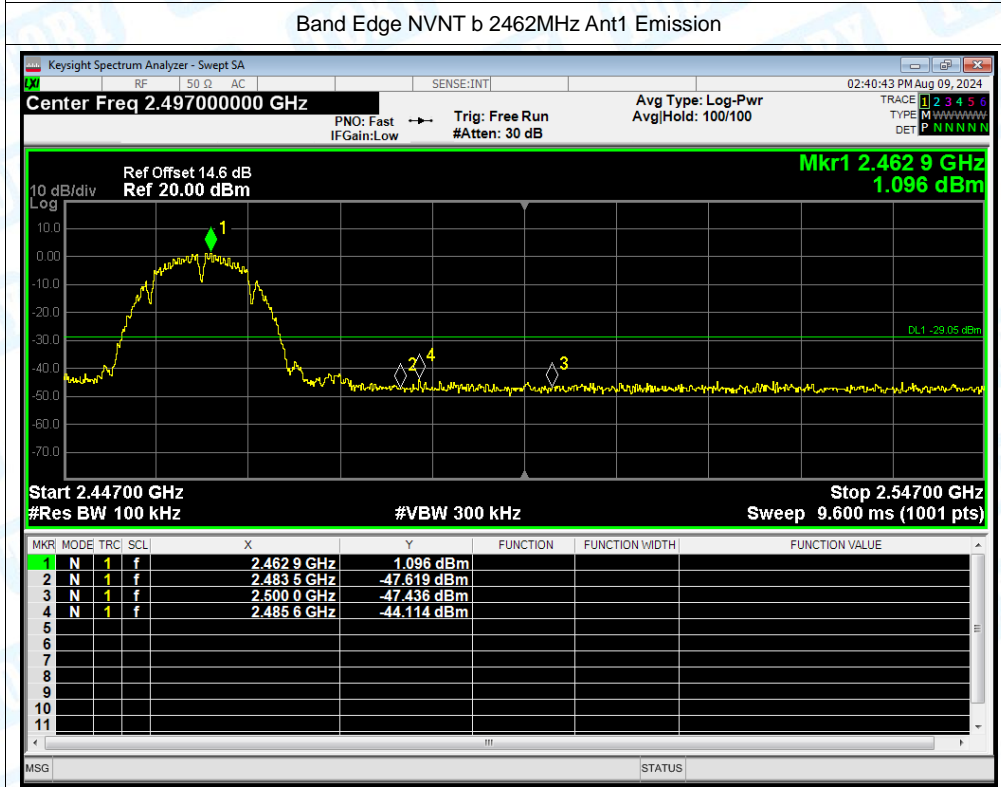 Band Edge NVNT b 2462MHz Ant1 Emission
Keysight Spectrum Analyzer - Swept SA
LXI RF 50 Ω AC SENSE:INT 02:40:43 PM Aug 09, 2024
Center Freq 2.497000000 GHz Avg Type: Log-Pwr TRACE 1 2 3 4 5 6
PNO: Fast Trig: Free Run Avg|Hold: 100/100 TYPE M WWWWW
IFGain:Low #Atten: 30 dB DET P N N N N N
Mkr1 2.462 9 GHz
Ref Offset 14.6 dB
10 dB/div Ref 20.00 dBm 1.096 dBm
Log
10.0
1
0.00
-10.0
-20.0
DL1 -29.05 dBm
-30.0
2 4 3
-40.0
-50.0
-60.0
-70.0
Start 2.44700 GHz Stop 2.54700 GHz
#Res BW 100 kHz #VBW 300 kHz Sweep 9.600 ms (1001 pts)
MKR MODE TRC SCL X Y FUNCTION FUNCTION WIDTH FUNCTION VALUE
1 N 1 f 2.462 9 GHz 1.096 dBm
2 N 1 f 2.483 5 GHz -47.619 dBm
3 N 1 f 2.500 0 GHz -47.436 dBm
4 N 1 f 2.485 6 GHz -44.114 dBm
5
6
7
8
9
10
11
MSG STATUS